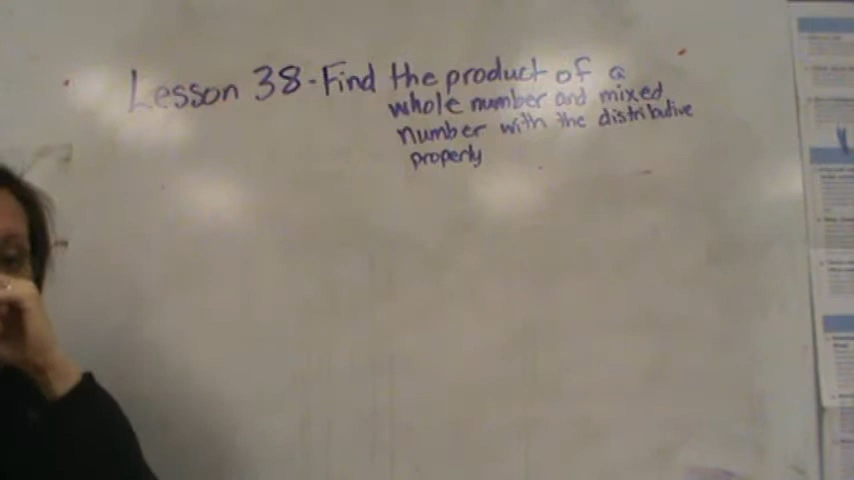 Lesson 38-Find the product of a
whole number and mixed
number with the distributive
property